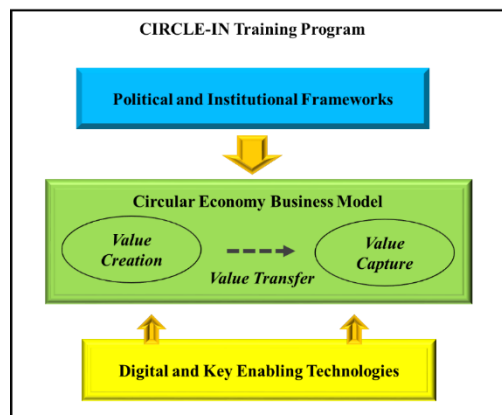 CIRCLE-IN Training Program
Political and Institutional Frameworks
Circular Economy Business Model
Value
Creation
Value Transfer
Value
Capture
Digital and Key Enabling Technologies